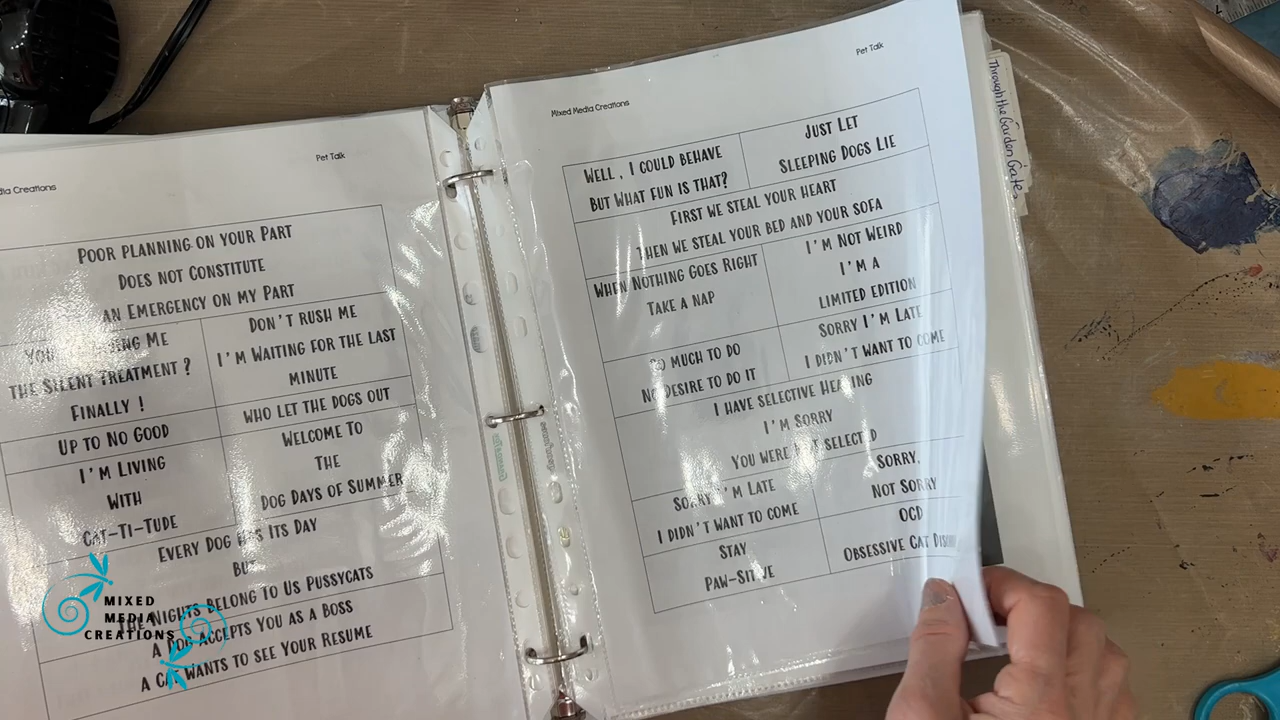 Pet Talk
Poor planning on your Part
Does not Constitute
an Emergency on my Part
Me
the Silent Treatment ?
Finally !
Don't rush me
I'm Waiting for the last
minute
Up to No Good
Who let the dogs out
I'm Living
with
Cat-Ti-Tude
Welcome To
The
Dog Days of Summer
Every Dog Its Day
The Nights Belong to Us Pussycats
A Dog Accepts You as a Boss
A Cat Wants to See Your Resume
MIXED
MEDIA
CREATIONS
Mixed Media Creations
Pet Talk
Well , I could behave
But What fun is that?
Just Let
Sleeping Dogs Lie
First we steal your heart
Then we steal your bed and your sofa
When Nothing Goes Right
Take a nap
I'm Not Weird
I'm a
Limited edition
So much to do
No Desire to do it
Sorry I'm Late
I didn't want to come
I have selective Hearing
I'm Sorry
You were Not Selected
Sorry I'm Late
I didn't want to come
Sorry,
Not Sorry
Stay
Paw-Sitive
OCD
Obsessive Cat
Through the Garden Gate